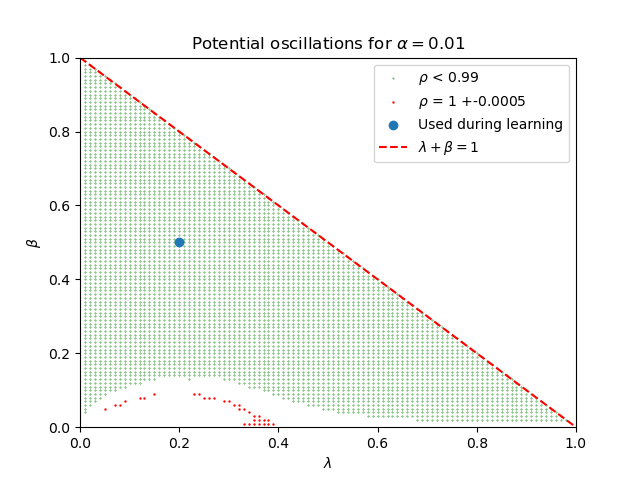 Potential oscillations for α = 0.01
ρ < 0.99
ρ = 1 +-0.0005
Used during learning
λ + β = 1
1.0
0.8
0.6
0.4
0.2
0.0
β
0.0 0.2 0.4 0.6 0.8 1.0
λ